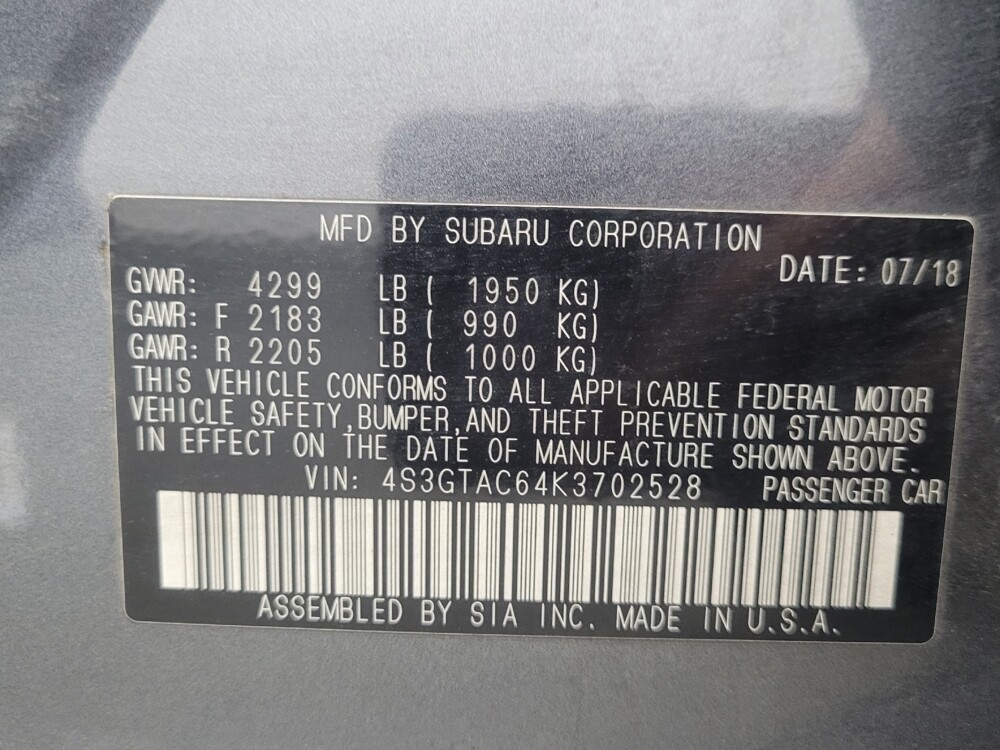 MFD BY SUBARU CORPORATION
DATE: 07/18
GVWR: 4299 LB ( 1950 KG)
GAWR: F 2183 LB ( 990 KG)
GAWR: R 2205 LB ( 1000 KG)
THIS VEHICLE CONFORMS TO ALL APPLICABLE FEDERAL MOTOR
VEHICLE SAFETY, BUMPER, AND THEFT PREVENTION STANDARDS
IN EFFECT ON THE DATE OF MANUFACTURE SHOWN ABOVE.
VIN: 4S3GTAC64K3702528 PASSENGER CAR
ASSEMBLED BY SIA INC. MADE IN U.S.A.